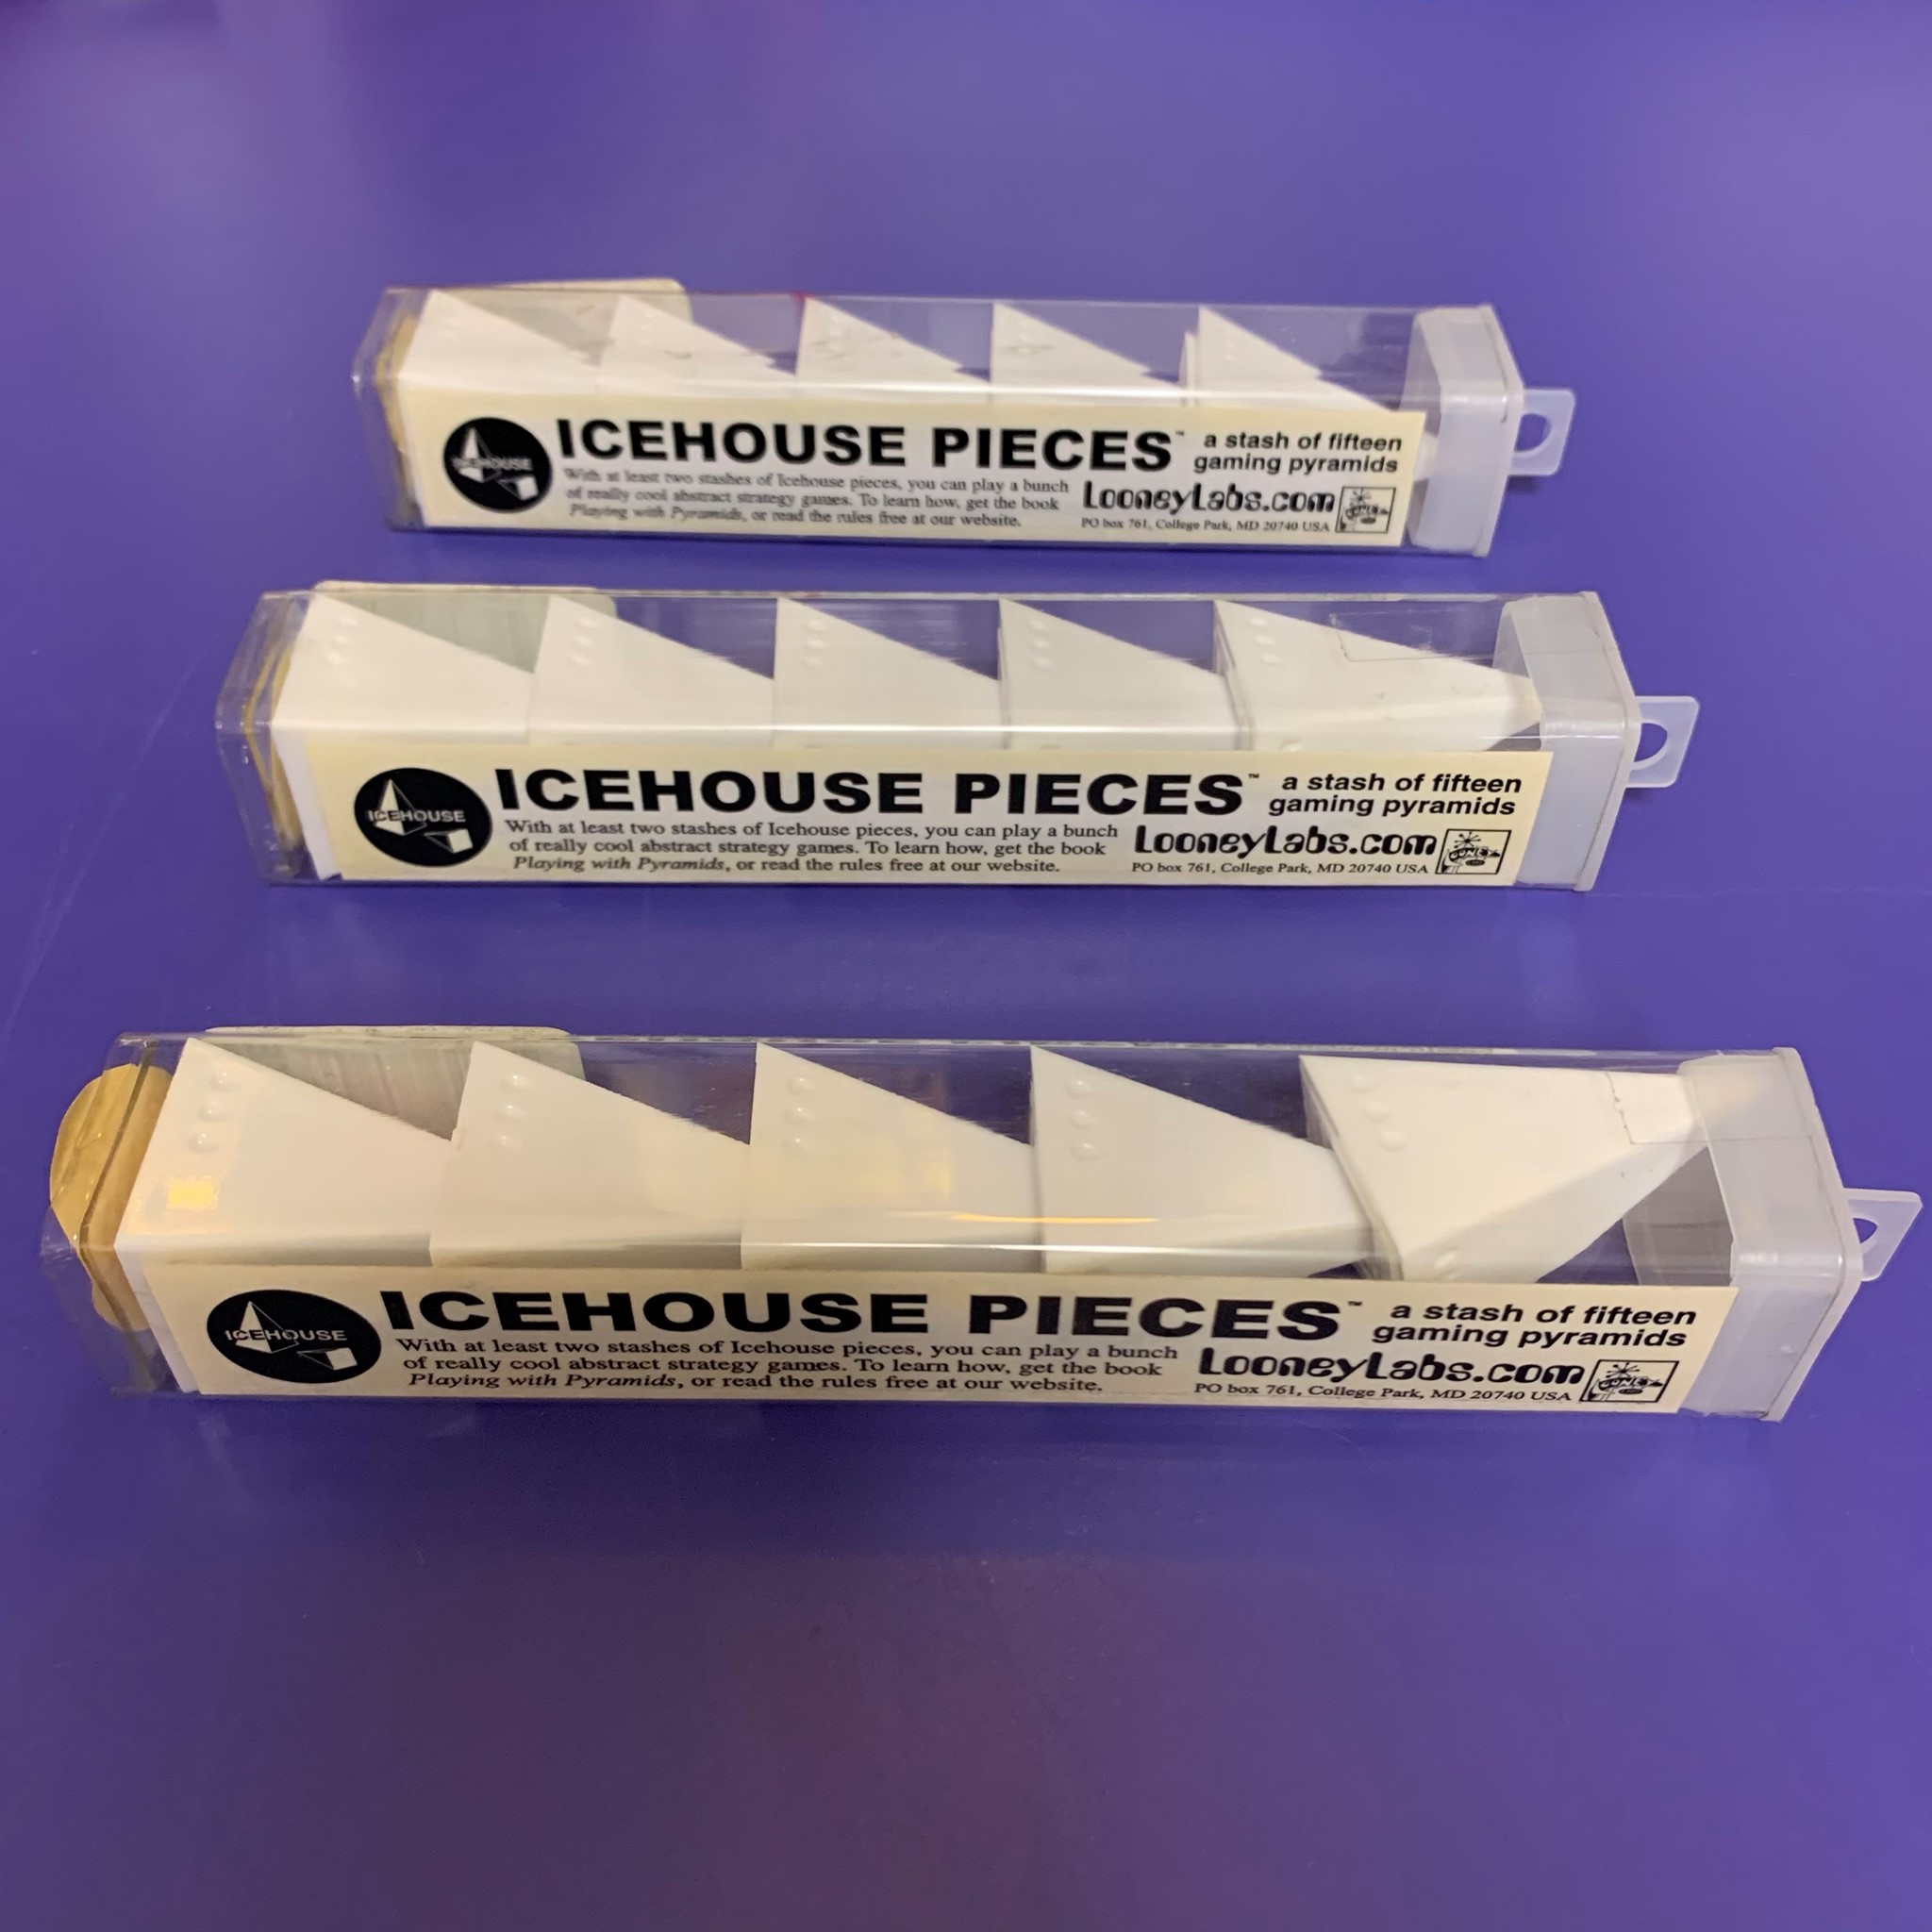 ICEHOUSE
ICEHOUSE PIECES™
a stash of fifteen
gaming pyramids
With at least two stashes of Icehouse pieces, you can play a bunch
of really cool abstract strategy games. To learn how, get the book
Playing with Pyramids, or read the rules free at our website.
LooneyLabs.com
PO box 761, College Park, MD 20740 USA
ICEHOUSE
ICEHOUSE PIECES™
a stash of fifteen
gaming pyramids
With at least two stashes of Icehouse pieces, you can play a bunch
of really cool abstract strategy games. To learn how, get the book
Playing with Pyramids, or read the rules free at our website.
LooneyLabs.com
PO box 761, College Park, MD 20740 USA
ICEHOUSE
ICEHOUSE PIECES™
a stash of fifteen
gaming pyramids
With at least two stashes of Icehouse pieces, you can play a bunch
of really cool abstract strategy games. To learn how, get the book
Playing with Pyramids, or read the rules free at our website.
LooneyLabs.com
PO box 761, College Park, MD 20740 USA